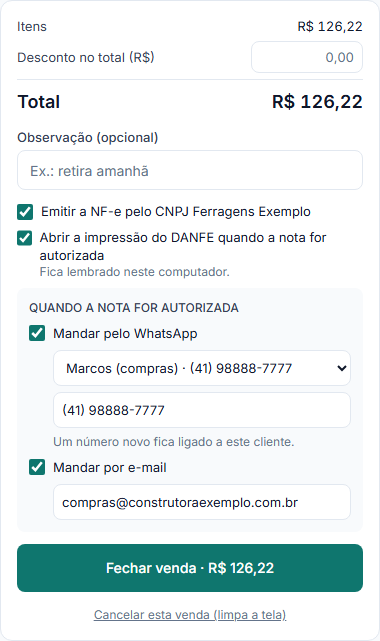 Itens R$ 126,22
Desconto no total (R$) 0,00
Total R$ 126,22
Observação (opcional)
Ex.: retira amanhã
Emitir a NF-e pelo CNPJ Ferragens Exemplo
Abrir a impressão do DANFE quando a nota for
autorizada
Fica lembrado neste computador.
QUANDO A NOTA FOR AUTORIZADA
Mandar pelo WhatsApp
Marcos (compras) · (41) 98888-7777
(41) 98888-7777
Um número novo fica ligado a este cliente.
Mandar por e-mail
compras@construtoraexemplo.com.br
Fechar venda · R$ 126,22
Cancelar esta venda (limpa a tela)